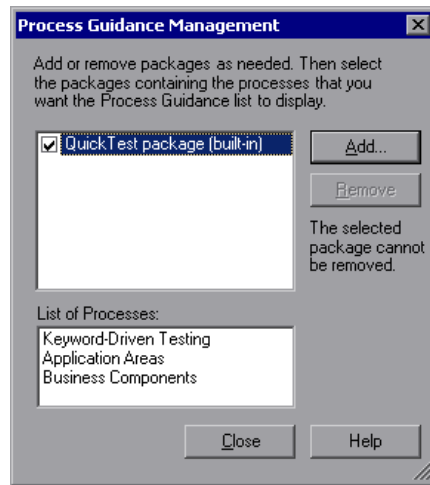 Process Guidance Management
Add or remove packages as needed. Then select
the packages containing the processes that you
want the Process Guidance list to display.
QuickTest package (built-in)
Add...
Remove
The selected
package cannot
be removed.
List of Processes:
Keyword-Driven Testing
Application Areas
Business Components
Close
Help